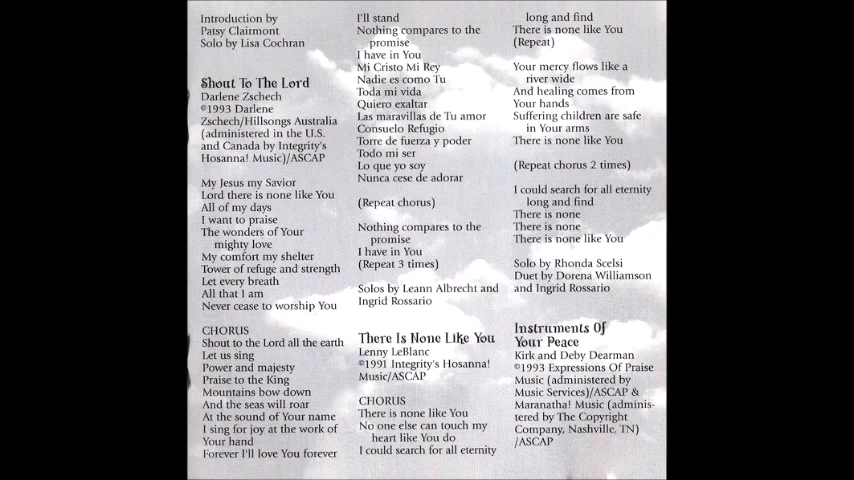 Introduction by
Patsy Clairmont
Solo by Lisa Cochran
Shout To The Lord
Darlene Zschech
©1993 Darlene
Zschech/Hillsongs Australia
(administered in the U.S.
and Canada by Integrity's
Hosanna! Music)/ASCAP
My Jesus my Savior
Lord there is none like You
All of my days
I want to praise
The wonders of Your
mighty love
My comfort my shelter
Tower of refuge and strength
Let every breath
All that I am
Never cease to worship You
CHORUS
Shout to the Lord all the earth
Let us sing
Power and majesty
Praise to the King
Mountains bow down
And the seas will roar
At the sound of Your name
I sing for joy at the work of
Your hand
Forever I'll love You forever
I'll stand
Nothing compares to the
promise
I have in You
Mi Cristo Mi Rey
Nadie es como Tu
Toda mi vida
Quiero exaltar
Las maravillas de Tu amor
Consuelo Refugio
Torre de fuerza y poder
Todo mi ser
Lo que yo soy
Nunca cese de adorar
(Repeat chorus)
Nothing compares to the
promise
I have in You
(Repeat 3 times)
Solos by Leann Albrecht and
Ingrid Rossario
There Is None Like You
Lenny LeBlanc
©1991 Integrity's Hosanna!
Music/ASCAP
CHORUS
There is none like You
No one else can touch my
heart like You do
I could search for all eternity
long and find
There is none like You
(Repeat)
Your mercy flows like a
river wide
And healing comes from
Your hands
Suffering children are safe
in Your arms
There is none like You
(Repeat chorus 2 times)
I could search for all eternity
long and find
There is none
There is none
There is none like You
Solo by Rhonda Scelsi
Duet by Dorena Williamson
and Ingrid Rossario
Instruments Of
Your Peace
Kirk and Deby Dearman
©1993 Expressions Of Praise
Music (administered by
Music Services)/ASCAP &
Maranatha! Music (adminis-
tered by The Copyright
Company, Nashville, TN)
/ASCAP